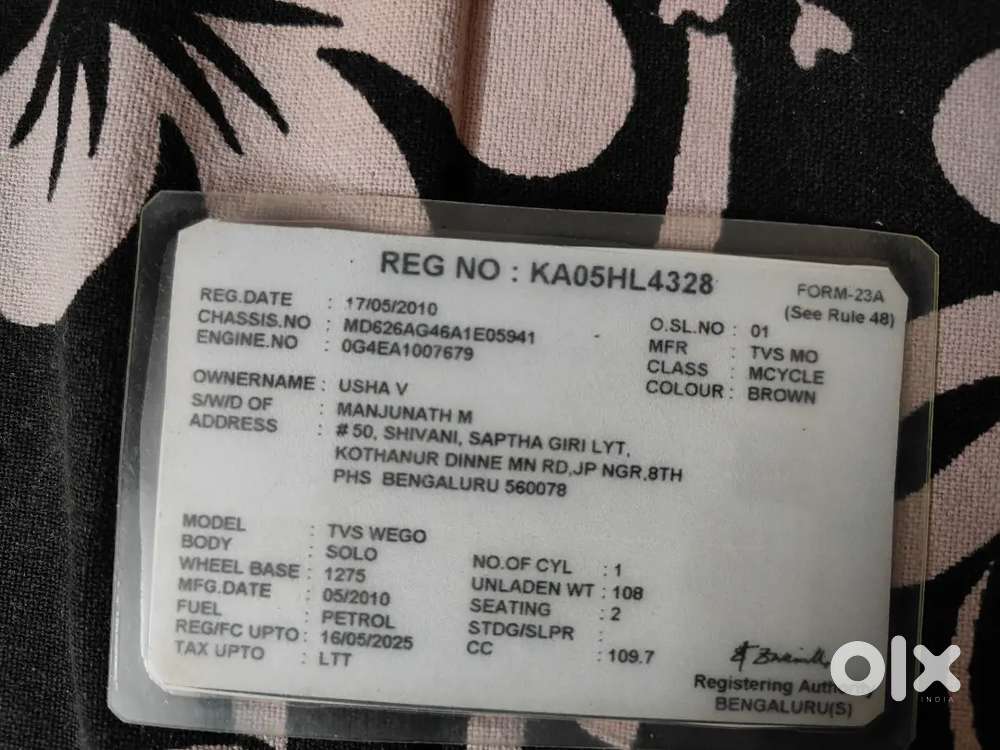 REG NO : KA05HL4328
FORM-23A
(See Rule 48)
REG.DATE : 17/05/2010
CHASSIS.NO : MD626AG46A1E05941
ENGINE.NO : 0G4EA1007679
O.SL.NO : 01
MFR : TVS MO
CLASS : MCYCLE
COLOUR : BROWN
OWNERNAME : USHA V
S/W/D OF : MANJUNATH M
ADDRESS : # 50, SHIVANI, SAPTHA GIRI LYT,
KOTHANUR DINNE MN RD,JP NGR,8TH
PHS BENGALURU 560078
MODEL : TVS WEGO
BODY : SOLO
WHEEL BASE : 1275
MFG.DATE : 05/2010
FUEL : PETROL
REG/FC UPTO : 16/05/2025
TAX UPTO : LTT
NO.OF CYL : 1
UNLADEN WT : 108
SEATING : 2
STDG/SLPR :
CC : 109.7
Registering Authority
BENGALURU(S)
olx
INDIA